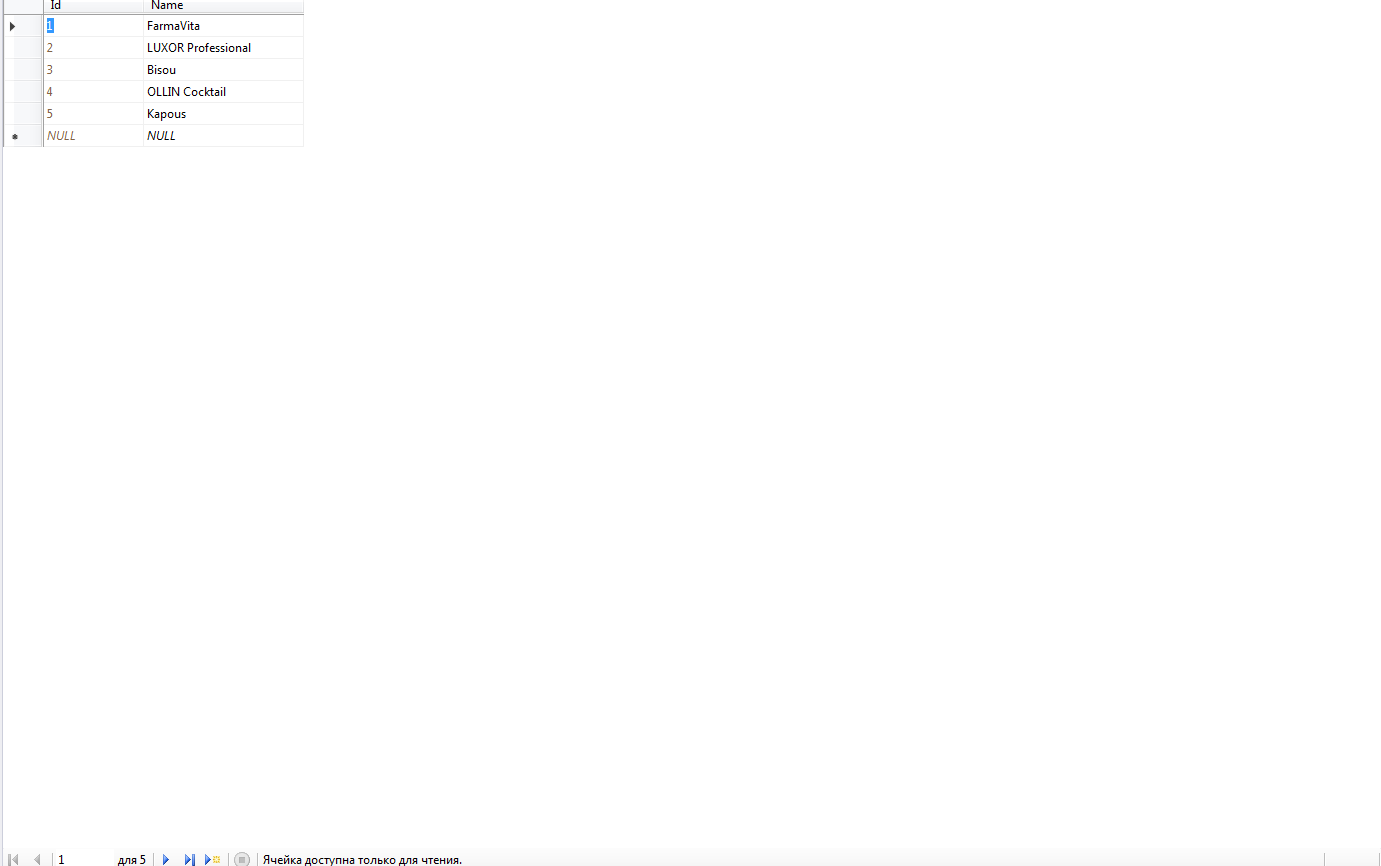 Id Name
1 FarmaVita
2 LUXOR Professional
3 Bisou
4 OLLIN Cocktail
5 Kapous
NULL NULL
1 для 5 Ячейка доступна только для чтения.